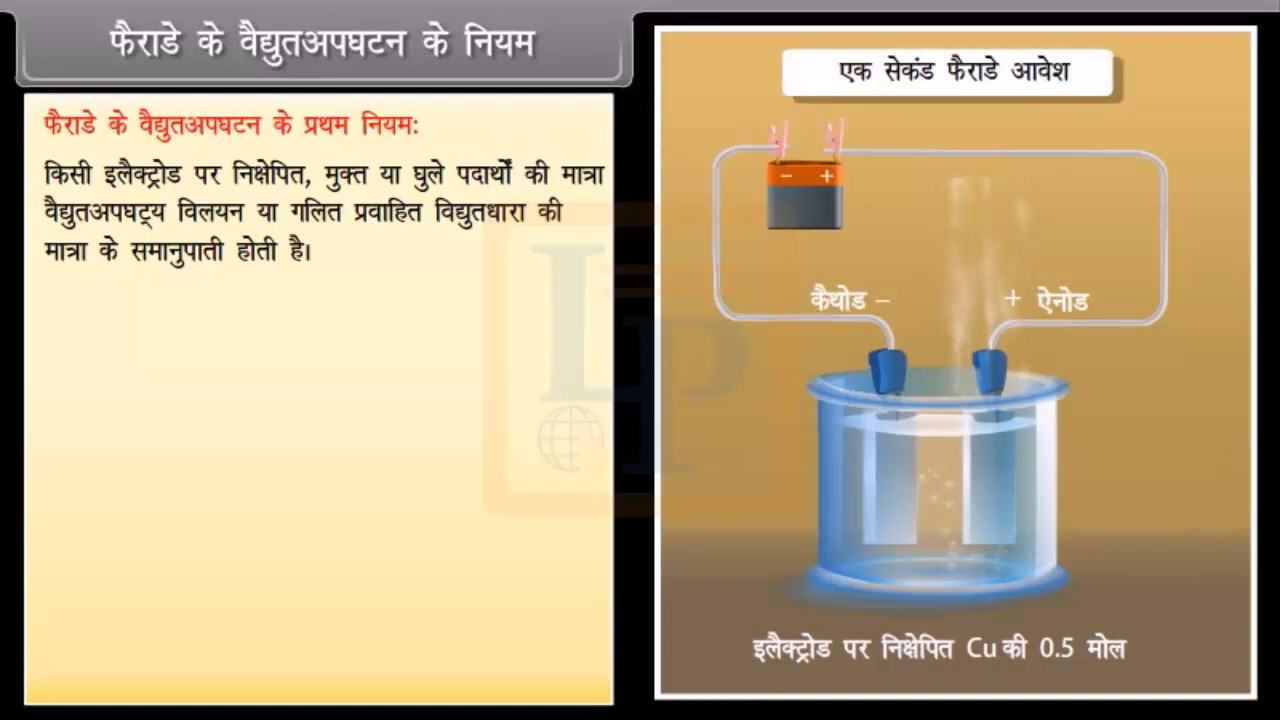 फैराडे के वैद्युतअपघटन के नियम
फैराडे के वैद्युतअपघटन के प्रथम नियम:
किसी इलैक्ट्रोड पर निक्षेपित, मुक्त या घुले पदार्थों की मात्रा
वैद्युतअपघट्य विलयन या गलित प्रवाहित विद्युतधारा की
मात्रा के समानुपाती होती है।
एक सेकंड फैराडे आवेश
− +
कैथोड −
+ ऐनोड
इलैक्ट्रोड पर निक्षेपित Cu की 0.5 मोल
LP